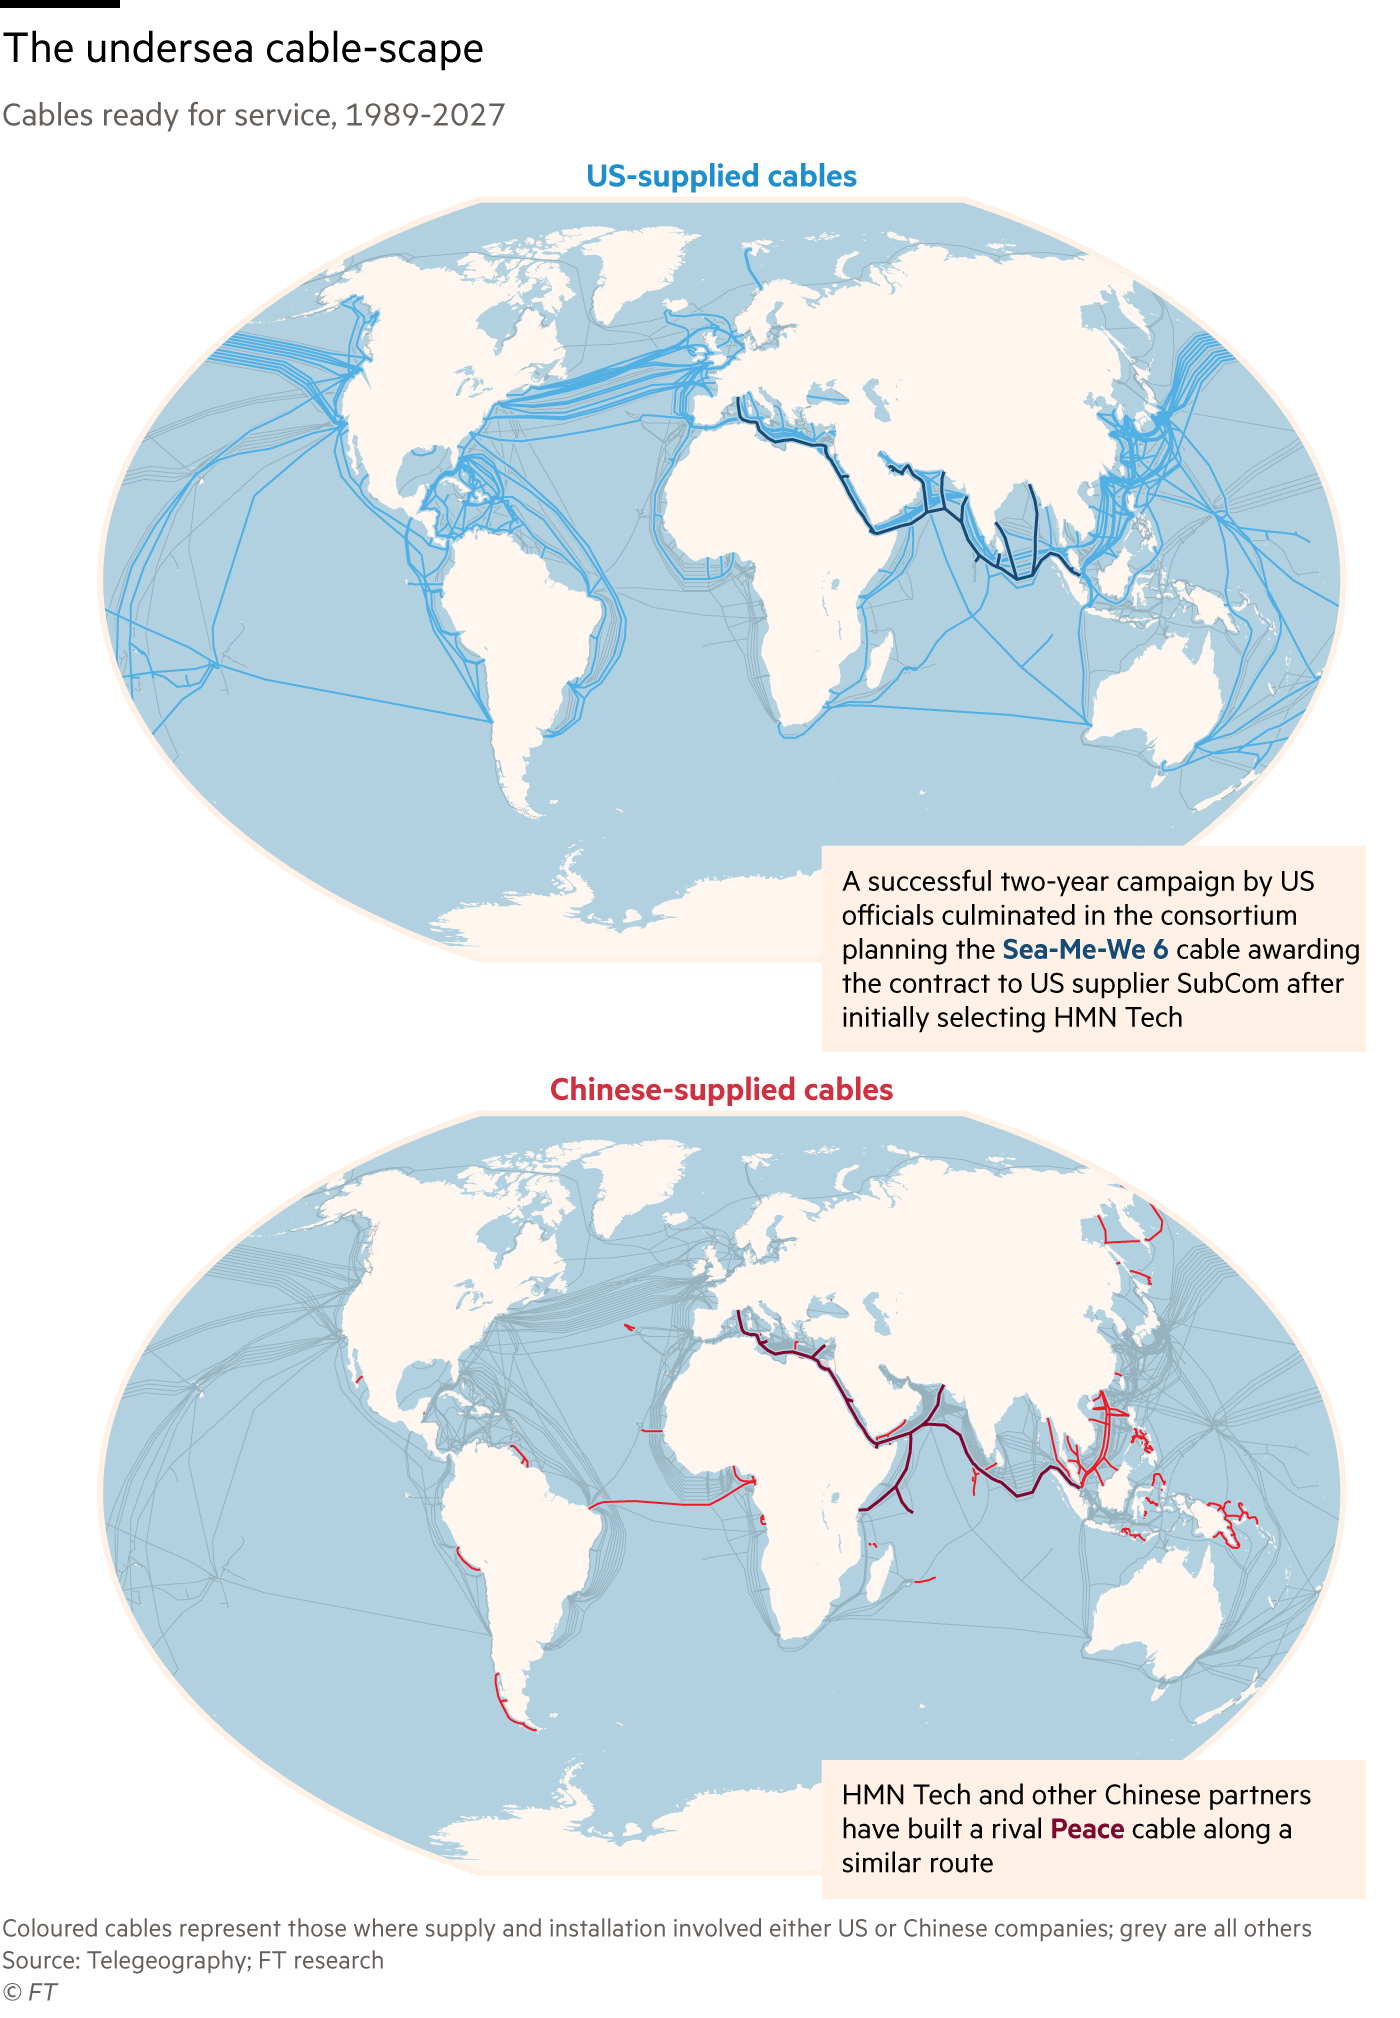 The undersea cable-scape
Cables ready for service, 1989-2027
US-supplied cables
A successful two-year campaign by US
officials culminated in the consortium
planning the Sea-Me-We 6 cable awarding
the contract to US supplier SubCom after
initially selecting HMN Tech
Chinese-supplied cables
HMN Tech and other Chinese partners
have built a rival Peace cable along a
similar route
Coloured cables represent those where supply and installation involved either US or Chinese companies; grey are all others
Source: Telegeography; FT research
© FT